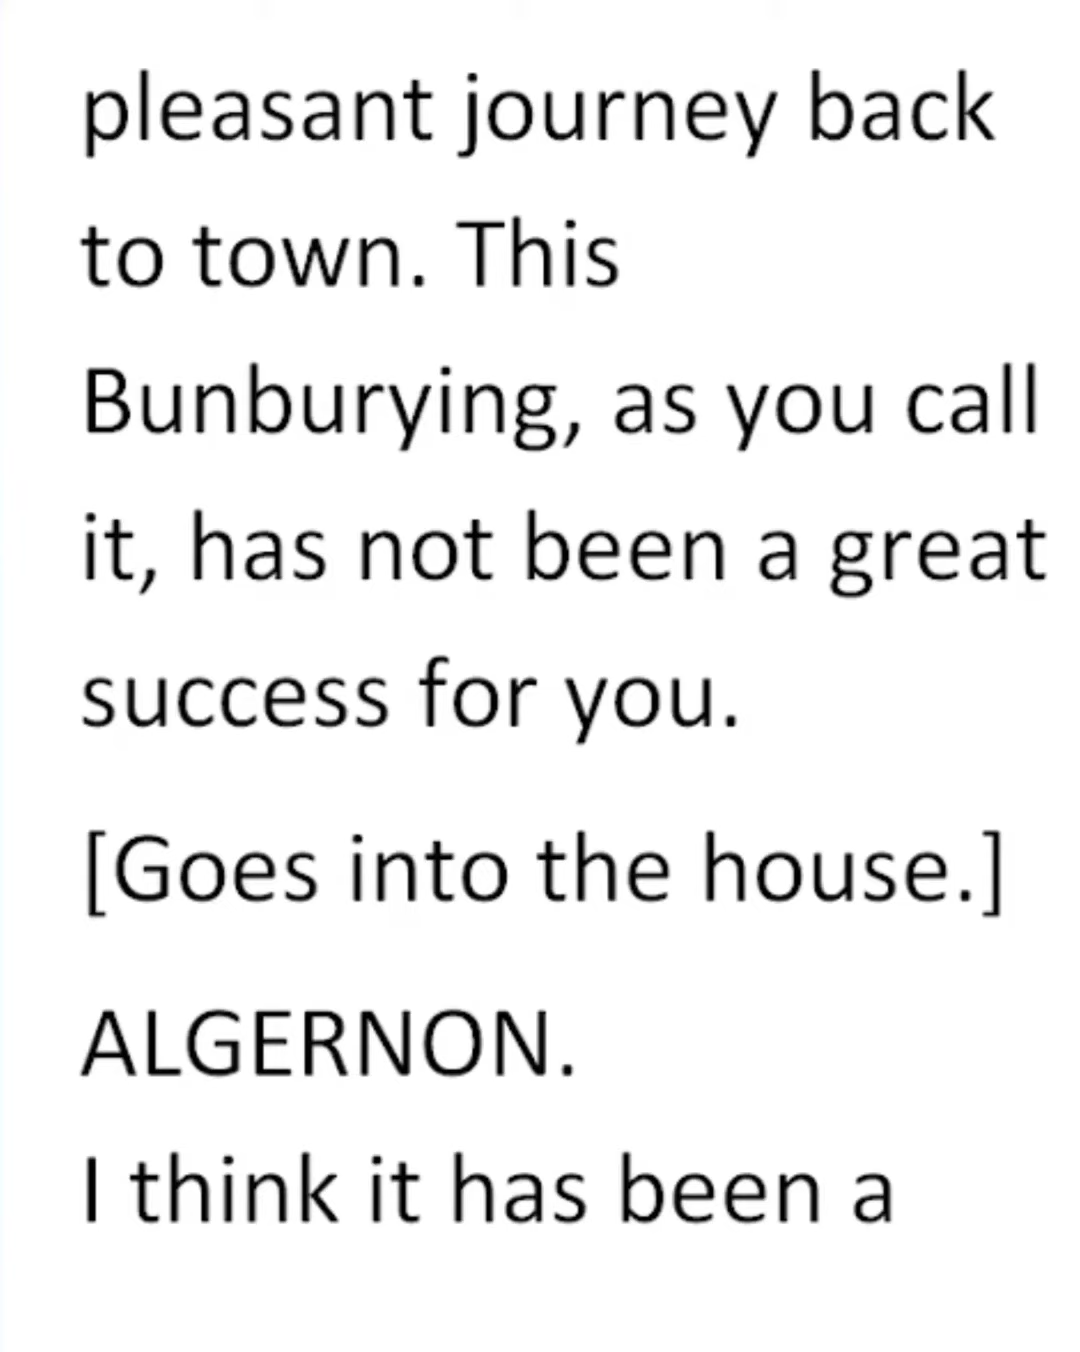 pleasant journey back
to town. This
Bunburying, as you call
it, has not been a great
success for you.
[Goes into the house.]
ALGERNON.
I think it has been a